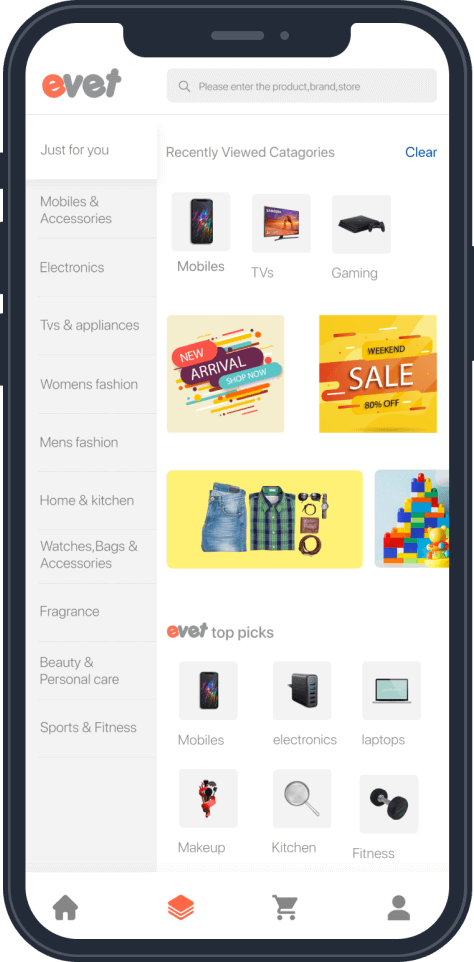 evet
Please enter the product,brand,store
Just for you
Mobiles &
Accessories
Electronics
Tvs & appliances
Womens fashion
Mens fashion
Home & kitchen
Watches,Bags &
Accessories
Fragrance
Beauty &
Personal care
Sports & Fitness
Recently Viewed Catagories
Clear
Mobiles
TVs
Gaming
NEW
ARRIVAL
SHOP NOW
WEEKEND
SALE
80% OFF
evet top picks
Mobiles
electronics
laptops
Makeup
Kitchen
Fitness